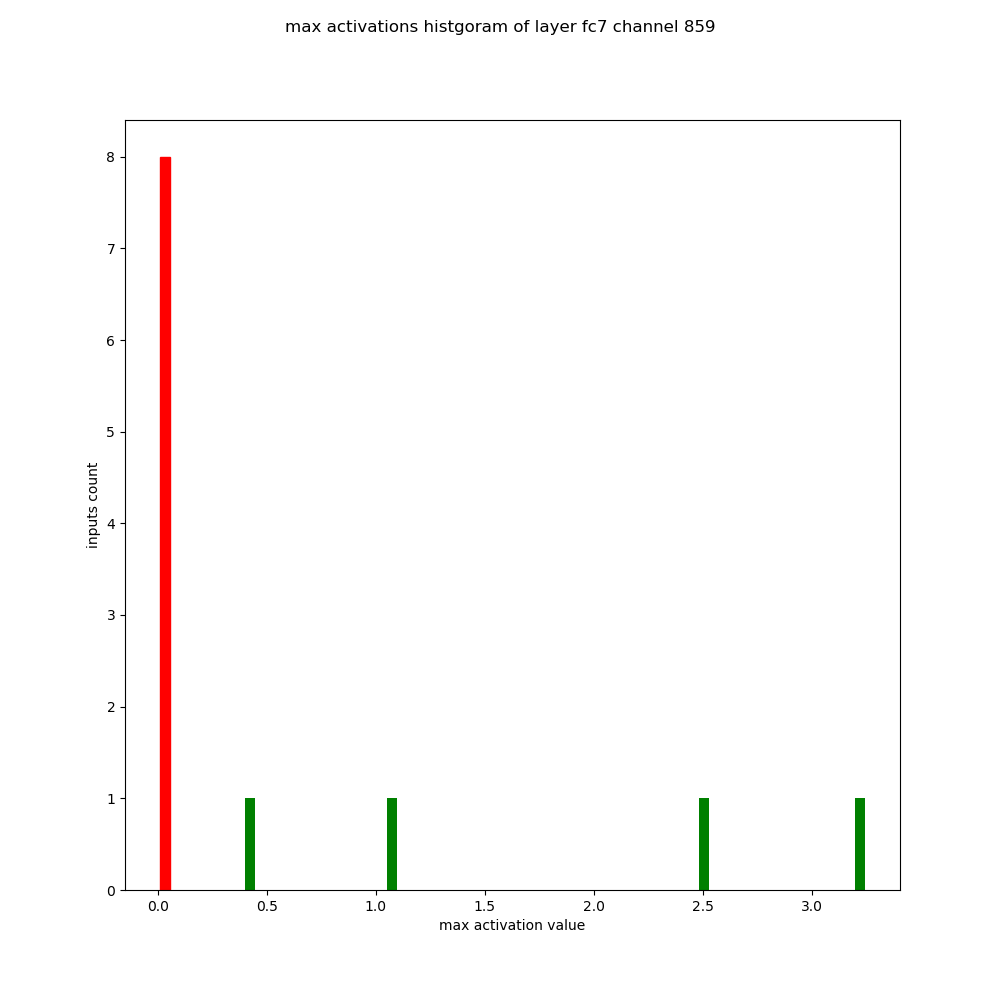 max activations histgoram of layer fc7 channel 859
8
7
6
5
4
3
2
1
0
inputs count
0.0 0.5 1.0 1.5 2.0 2.5 3.0
max activation value